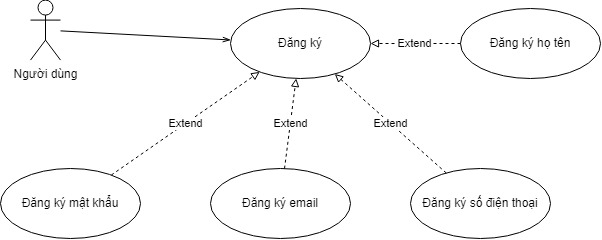 Đăng ký
Extend
Đăng ký họ tên
Người dùng
Extend
Extend
Extend
Đăng ký mật khẩu
Đăng ký email
Đăng ký số điện thoại